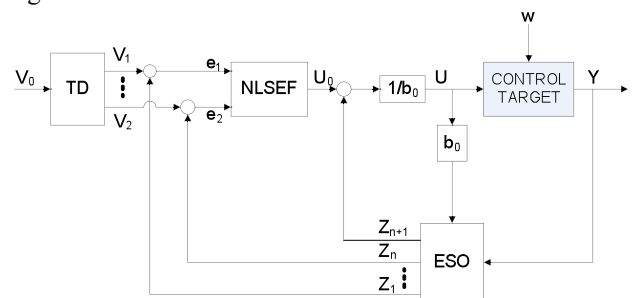 w
V₁
V₀
TD
e₁
NLSEF
U₀
1/b₀
U
CONTROL
TARGET
Y
V₂
e₂
b₀
Zₙ₊₁
Zₙ
ESO
Z₁